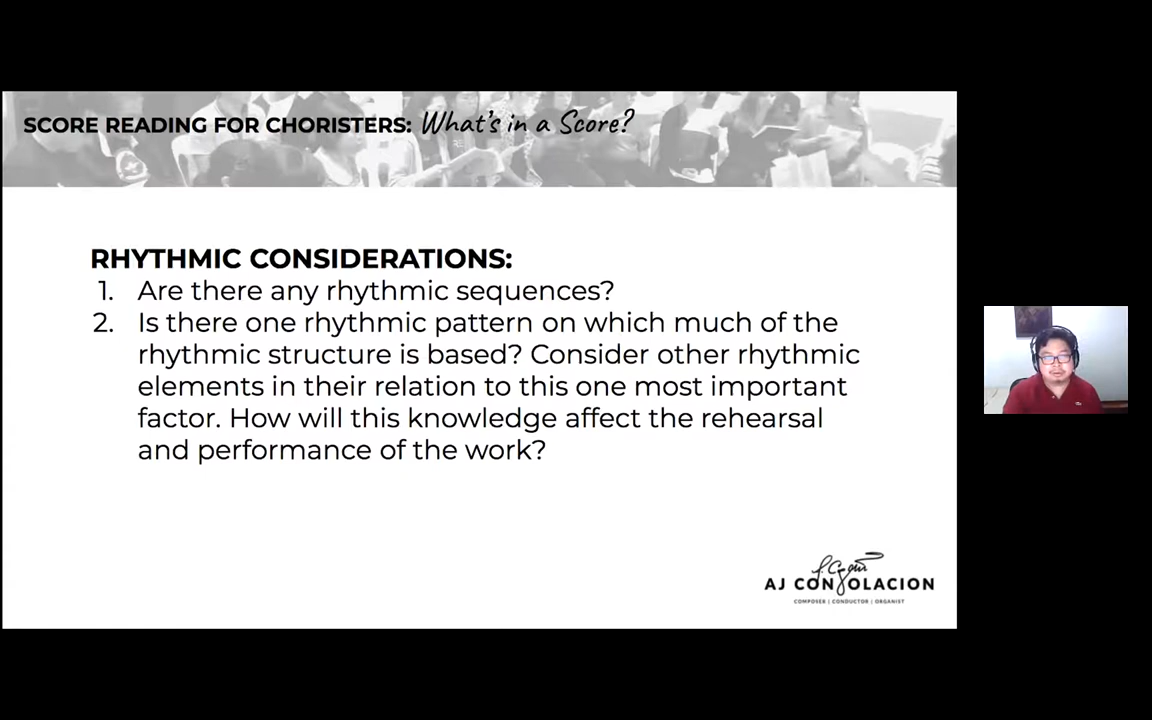 SCORE READING FOR CHORISTERS: What's in a Score?
RHYTHMIC CONSIDERATIONS:
1. Are there any rhythmic sequences?
2. Is there one rhythmic pattern on which much of the
rhythmic structure is based? Consider other rhythmic
elements in their relation to this one most important
factor. How will this knowledge affect the rehearsal
and performance of the work?
AJ CONSOLACION
COMPOSER | CONDUCTOR | ORGANIST